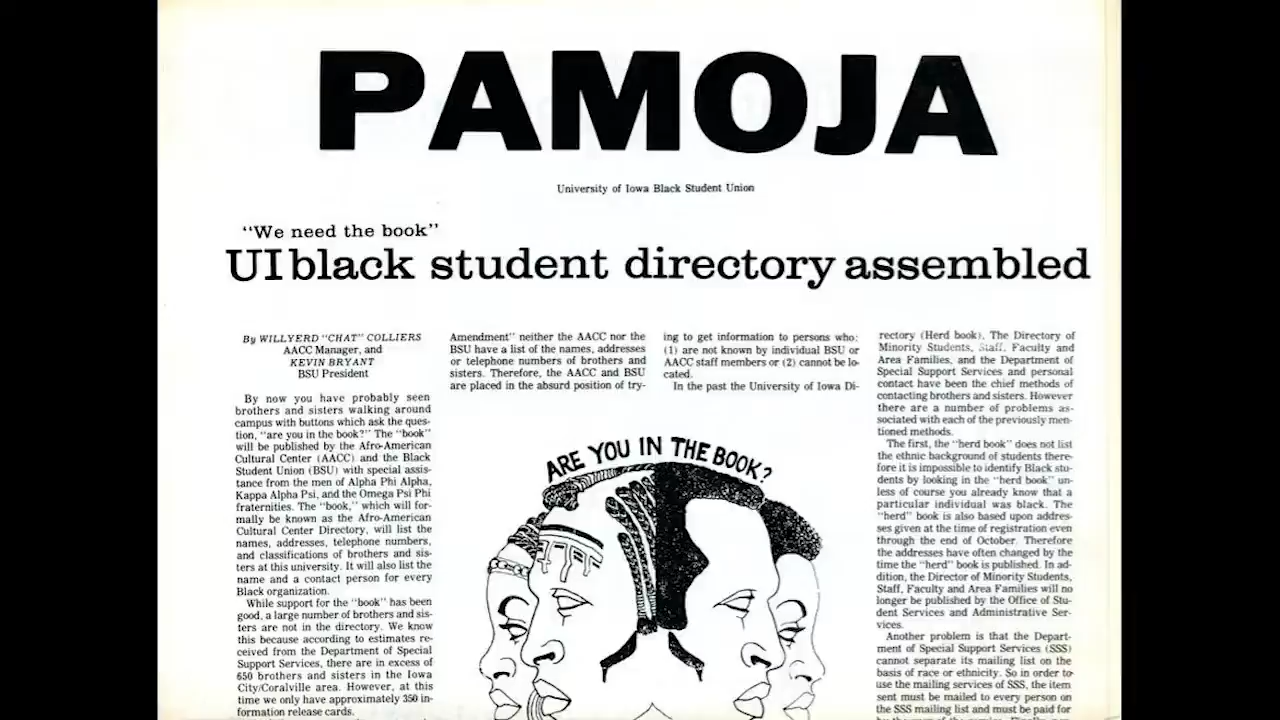 PAMOJA
University of Iowa Black Student Union
"We need the book"
UI black student directory assembled
By WILLYERD "CHAT" COLLIERS
AACC Manager, and
KEVIN BRYANT
BSU President
By now you have probably seen
brothers and sisters walking around
campus with buttons which ask the ques-
tion, "are you in the book?" The "book"
will be published by the Afro-American
Cultural Center (AACC) and the Black
Student Union (BSU) with special assis-
tance from the men of Alpha Phi Alpha,
Kappa Alpha Psi, and the Omega Psi Phi
fraternities. The "book," which will for-
mally be known as the Afro-American
Cultural Center Directory, will list the
names, addresses, telephone numbers,
and classifications of brothers and sis-
ters at this university. It will also list the
name and a contact person for every
Black organization.
While support for the "book" has been
good, a large number of brothers and sis-
ters are not in the directory. We know
this because according to estimates re-
ceived from the Department of Special
Support Services, there are in excess of
650 brothers and sisters in the Iowa
City/Coralville area. However, at this
time we only have approximately 350 in-
formation release cards.
Amendment" neither the AACC nor the
BSU have a list of the names, addresses
or telephone numbers of brothers and
sisters. Therefore, the AACC and BSU
are placed in the absurd position of try-
ing to get information to persons who:
(1) are not known by individual BSU or
AACC staff members or (2) cannot be lo-
cated.
In the past the University of Iowa Di-
ARE YOU IN THE BOOK?
rectory (Herd book), The Directory of
Minority Students, Staff, Faculty and
Area Families, and the Department of
Special Support Services and personal
contact have been the chief methods of
contacting brothers and sisters. However
there are a number of problems as-
sociated with each of the previously men-
tioned methods.
The first, the "herd book" does not list
the ethnic background of students there-
fore it is impossible to identify Black stu-
dents by looking in the "herd book" un-
less of course you already know that a
particular individual was black. The
"herd" book is also based upon addres-
ses given at the time of registration even
through the end of October. Therefore
the addresses have often changed by the
time the "herd" book is published. In ad-
dition, the Director of Minority Students,
Staff, Faculty and Area Families will no
longer be published by the Office of Stu-
dent Services and Administrative Ser-
vices.
Another problem is that the Depart-
ment of Special Support Services (SSS)
cannot separate its mailing list on the
basis of race or ethnicity. So in order to
use the mailing services of SSS, the item
sent must be mailed to every person on
the SSS mailing list and must be paid for